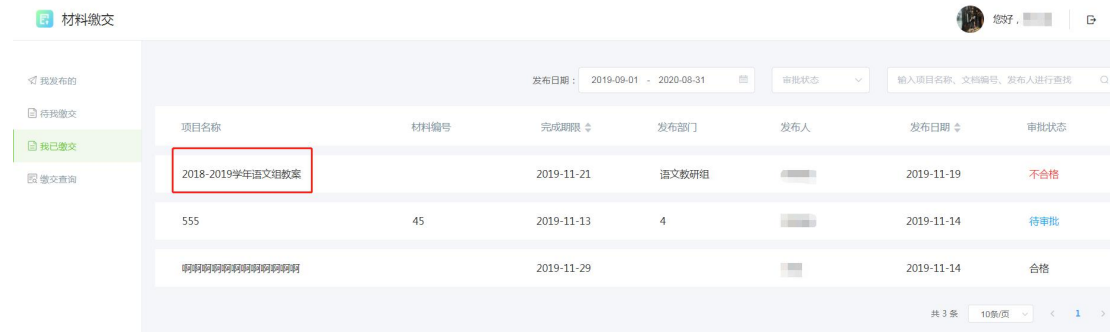 材料缴交
您好，
我发布的
待我缴交
我已缴交
缴交查询
发布日期： 2019-09-01 - 2020-08-31 审批状态 输入项目名称、文档编号、发布人进行查找
项目名称 材料编号 完成期限 发布部门 发布人 发布日期 审批状态
2018-2019学年语文组教案 2019-11-21 语文教研组 2019-11-19 不合格
555 45 2019-11-13 4 2019-11-14 待审批
啊啊啊啊啊啊啊啊啊啊啊啊 2019-11-29 2019-11-14 合格
共 3 条 10条/页 1